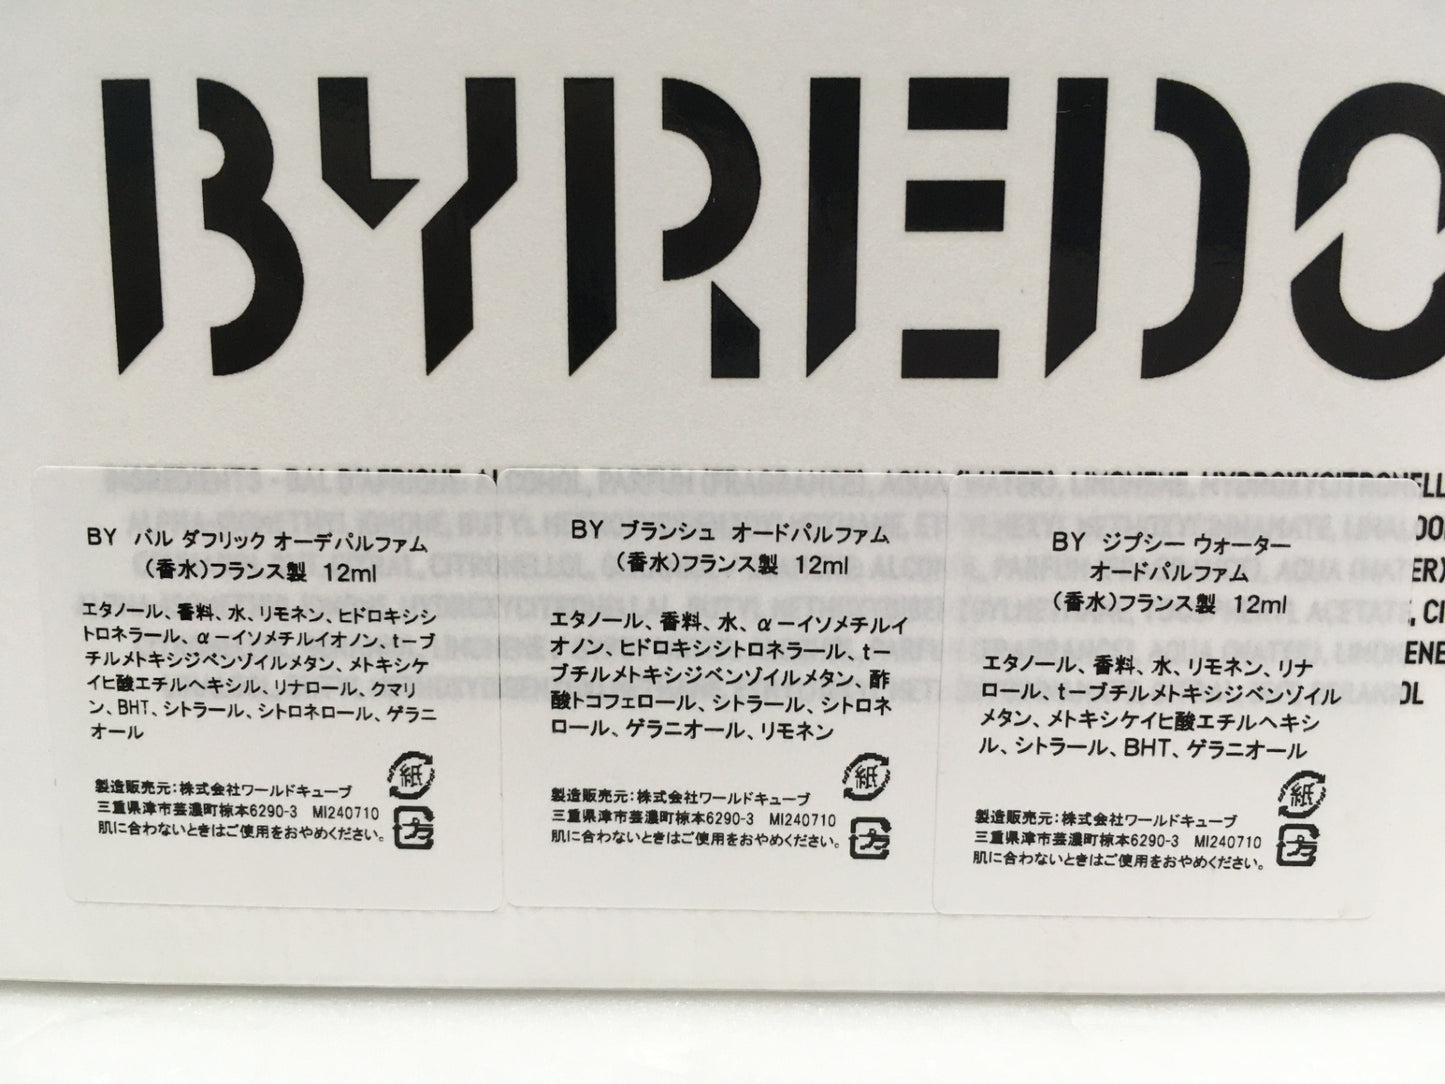 BYREDO
INGREDIENTS - BAL D'AFRIQUE: ALCOHOL, PARFUM (FRAGRANCE), AQUA (WATER), LIMONENE, HYDROXYCITRONELL
BY バル ダフリック オーデパルファム
(香水)フランス製 12ml
エタノール、香料、水、リモネン、ヒドロキシシ
トロネラール、α－イソメチルイオノン、t－ブ
チルメトキシジベンゾイルメタン、メトキシケ
イヒ酸エチルヘキシル、リナロール、クマリ
ン、BHT、シトラール、シトロネロール、ゲラニ
オール
製造販売元:株式会社ワールドキューブ
三重県津市芸濃町椋本6290-3 MI240710
肌に合わないときはご使用をおやめください。
紙
プラ
BY ブランシュ オードパルファム
(香水)フランス製 12ml
エタノール、香料、水、α－イソメチルイ
オノン、ヒドロキシシトロネラール、t－
ブチルメトキシジベンゾイルメタン、酢
酸トコフェロール、シトラール、シトロネ
ロール、ゲラニオール、リモネン
製造販売元:株式会社ワールドキューブ
三重県津市芸濃町椋本6290-3 MI240710
肌に合わないときはご使用をおやめください。
紙
プラ
BY ジプシー ウォーター
オードパルファム
(香水)フランス製 12ml
エタノール、香料、水、リモネン、リナ
ロール、t－ブチルメトキシジベンゾイル
メタン、メトキシケイヒ酸エチルヘキシ
ル、シトラール、BHT、ゲラニオール
製造販売元:株式会社ワールドキューブ
三重県津市芸濃町椋本6290-3 MI240710
肌に合わないときはご使用をおやめください。
紙
プラ